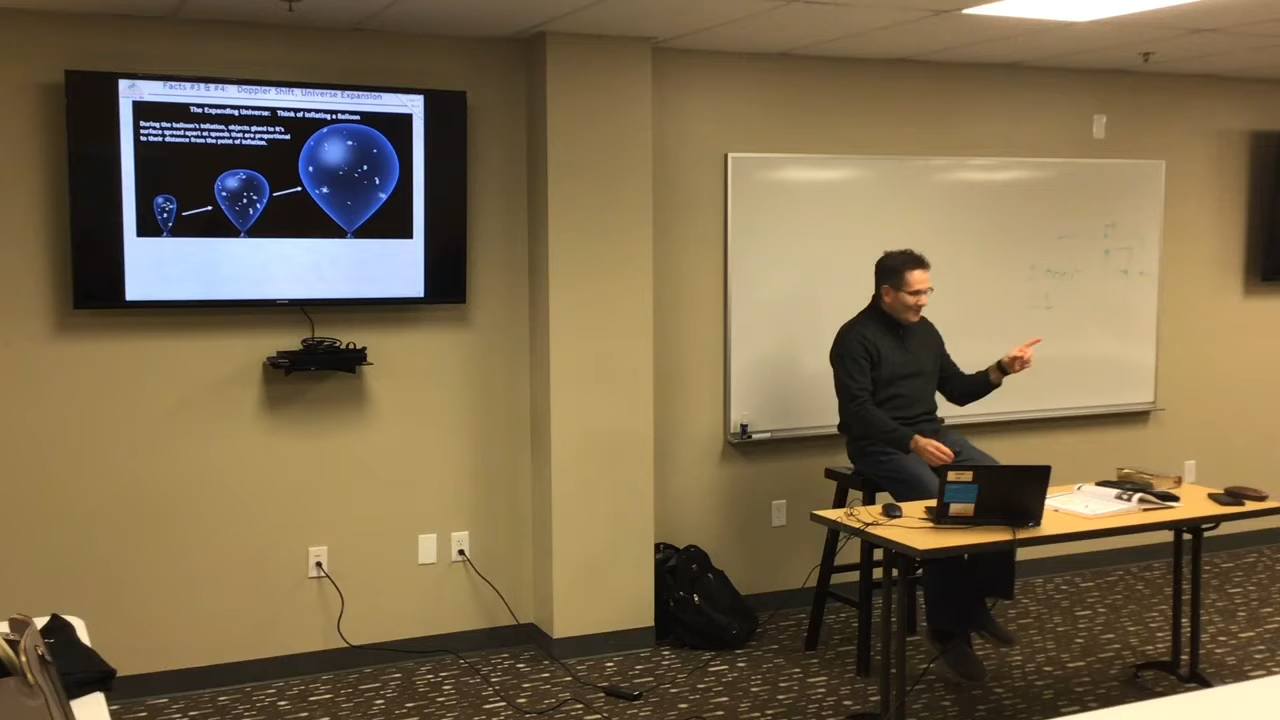 Facts #3 & #4: Doppler Shift, Universe Expansion
The Expanding Universe: Think of Inflating a Balloon
During the balloon's inflation, objects glued to it's
surface spread apart at speeds that are proportional
to their distance from the point of inflation.